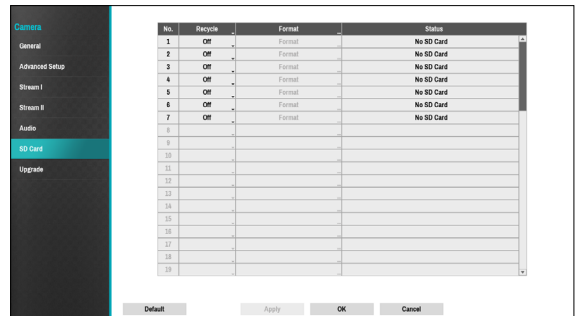 Camera
General
Advanced Setup
Stream I
Stream II
Audio
SD Card
Upgrade
No. Recycle Format Status
1 Off Format No SD Card
2 Off Format No SD Card
3 Off Format No SD Card
4 Off Format No SD Card
5 Off Format No SD Card
6 Off Format No SD Card
7 Off Format No SD Card
8
9
10
11
12
13
14
15
16
17
18
19
Default Apply OK Cancel